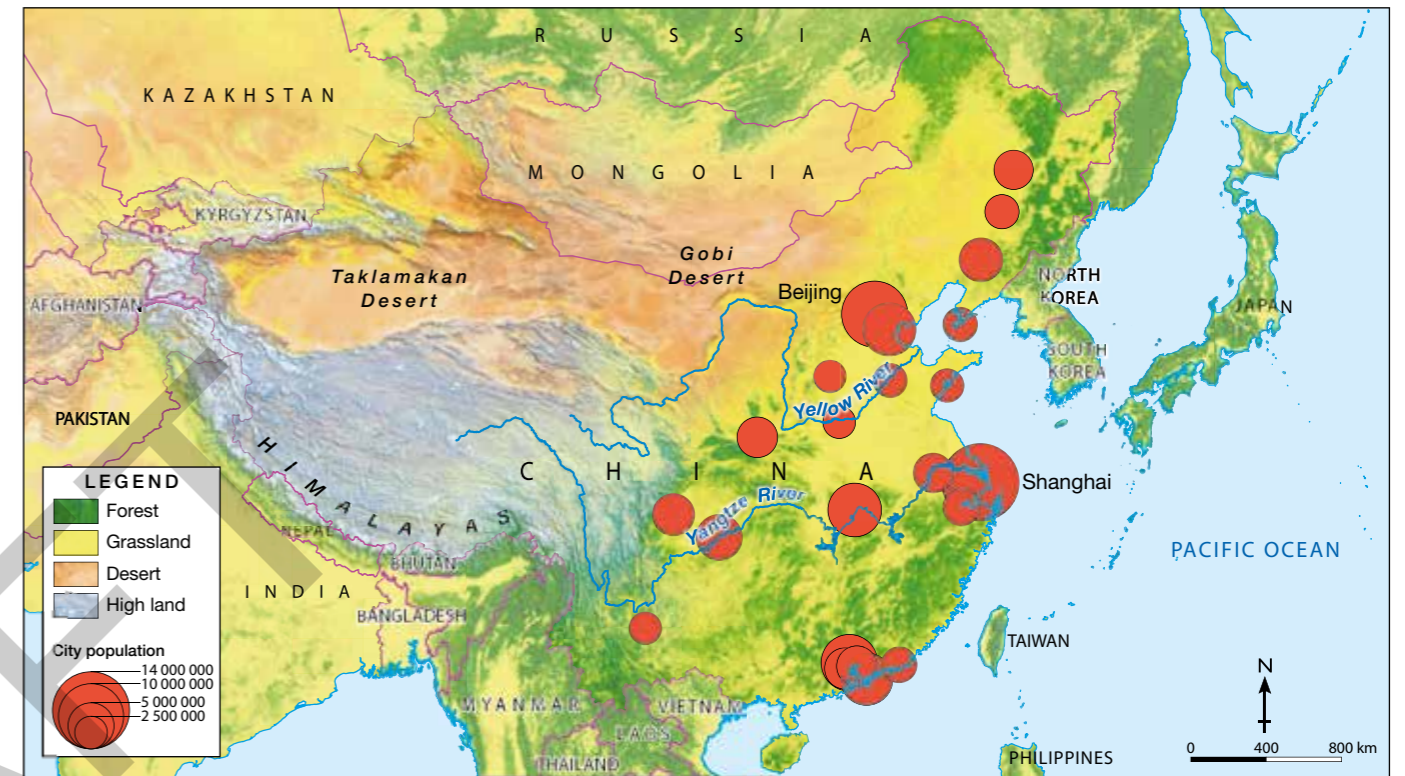 R U S S I A
KAZAKHSTAN
MONGOLIA
KYRGYZSTAN
Gobi
Desert
Taklamakan
Desert
Beijing
NORTH
KOREA
AFGHANISTAN
JAPAN
SOUTH
KOREA
PAKISTAN
Yellow River
HIMALAYAS
CHINA
Shanghai
Yangtze River
LEGEND
Forest
Grassland
Desert
High land
City population
14 000 000
10 000 000
5 000 000
2 500 000
NEPAL
BHUTAN
PACIFIC OCEAN
INDIA
BANGLADESH
TAIWAN
MYANMAR
VIETNAM
LAOS
THAILAND
PHILIPPINES
N
0 400 800 km